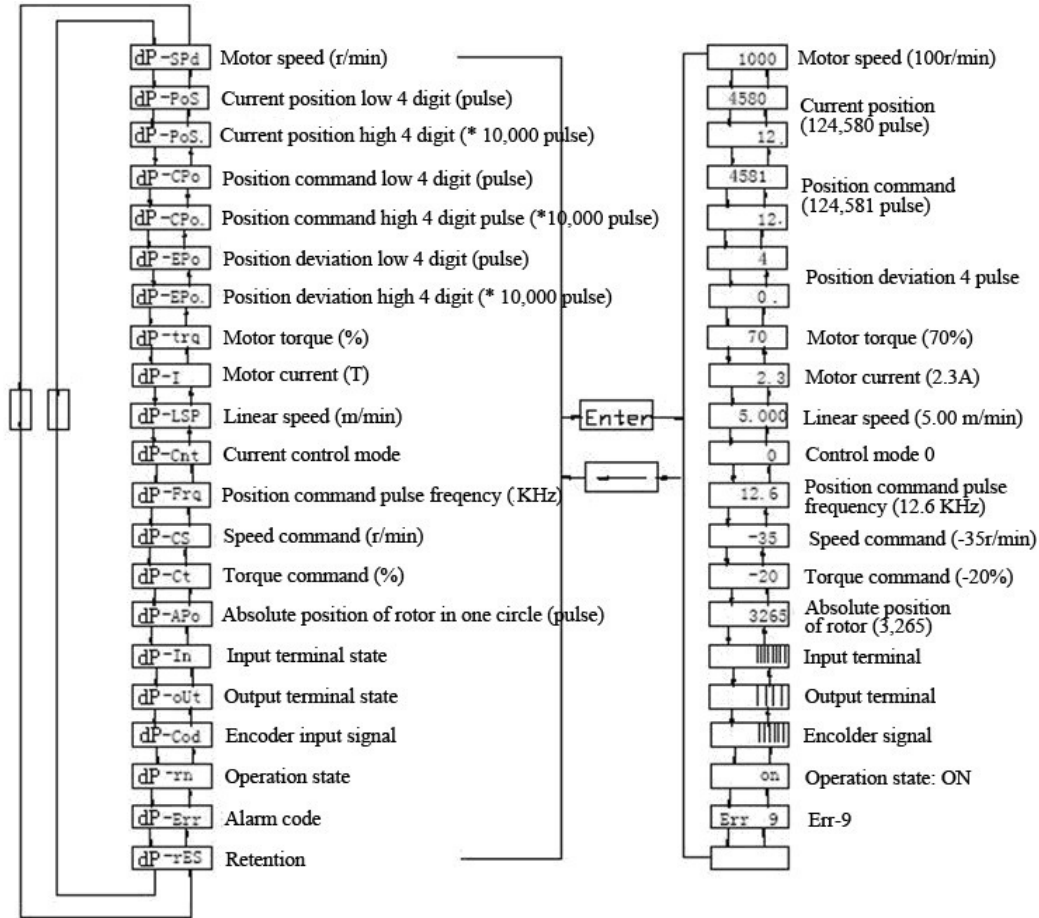 dP-SPd Motor speed (r/min)
dP-PoS Current position low 4 digit (pulse)
dP-PoS. Current position high 4 digit (* 10,000 pulse)
dP-CPo Position command low 4 digit (pulse)
dP-CPo. Position command high 4 digit pulse (*10,000 pulse)
dP-EPo Position deviation low 4 digit (pulse)
dP-EPo. Position deviation high 4 digit (* 10,000 pulse)
dP-trq Motor torque (%)
dP-I Motor current (T)
dP-LSP Linear speed (m/min)
dP-Cnt Current control mode
dP-Frq Position command pulse freqency (.KHz)
dP-CS Speed command (r/min)
dP-Ct Torque command (%)
dP-APo Absolute position of rotor in one circle (pulse)
dP-In Input terminal state
dP-oUt Output terminal state
dP-Cod Encoder input signal
dP-rn Operation state
dP-Err Alarm code
dP-rES Retention
Enter
1000 Motor speed (100r/min)
4580 Current position
12. (124,580 pulse)
4581 Position command
12. (124,581 pulse)
4
Position deviation 4 pulse
0.
70 Motor torque (70%)
2.3 Motor current (2.3A)
5.000 Linear speed (5.00 m/min)
0 Control mode 0
12.6 Position command pulse
frequency (12.6 KHz)
-35 Speed command (-35r/min)
-20 Torque command (-20%)
3265 Absolute position
of rotor (3,265)
Input terminal
Output terminal
Encolder signal
on Operation state: ON
Err 9 Err-9